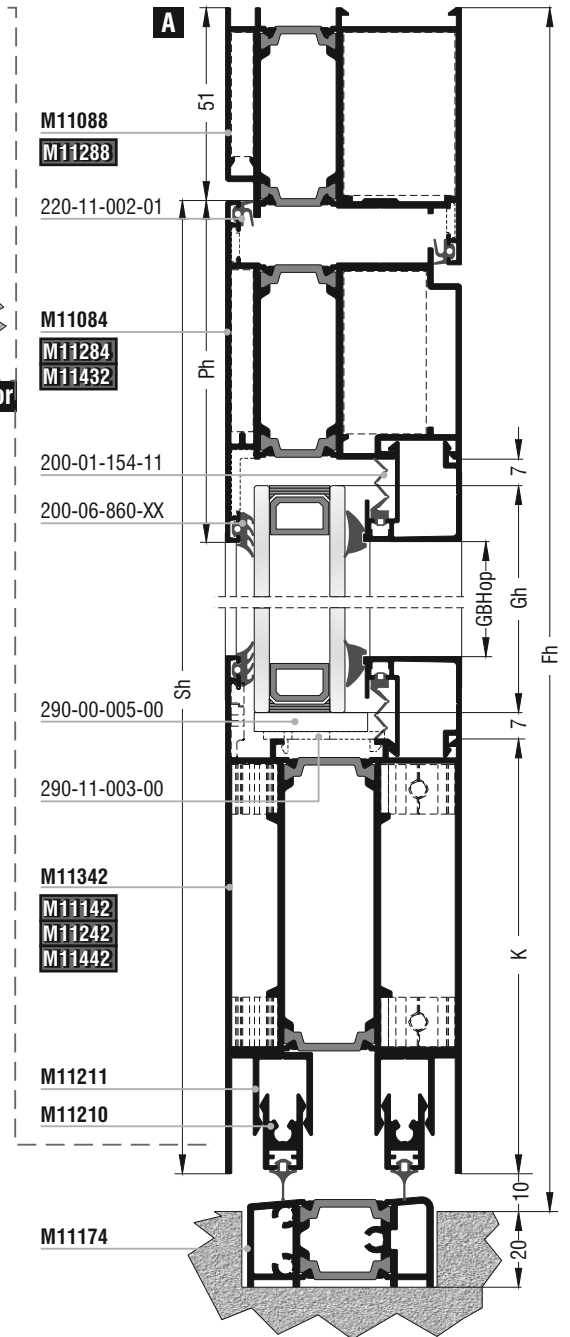 A
51
M11088
M11288
220-11-002-01
M11084
M11284
M11432
or
Ph
200-01-154-11
7
200-06-860-XX
GBHop
Gh
Fh
Sh
290-00-005-00
7
290-11-003-00
M11342
M11142
M11242
M11442
K
M11211
M11210
10
M11174
20